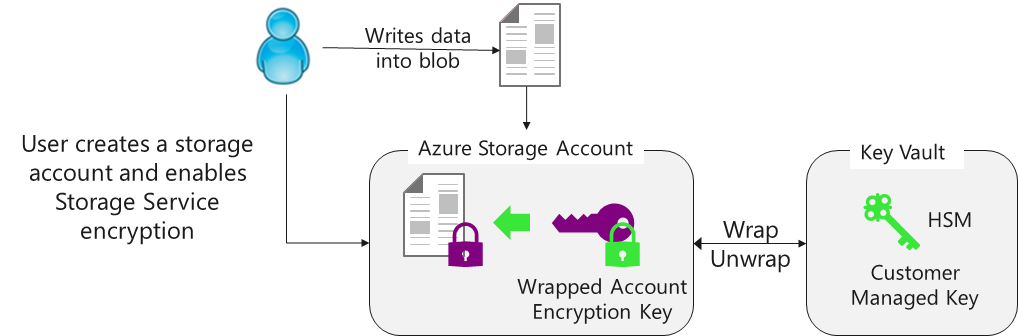 Writes data
into blob
User creates a storage
account and enables
Storage Service
encryption
Azure Storage Account
Wrapped Account
Encryption Key
Wrap
Unwrap
Key Vault
HSM
Customer
Managed Key